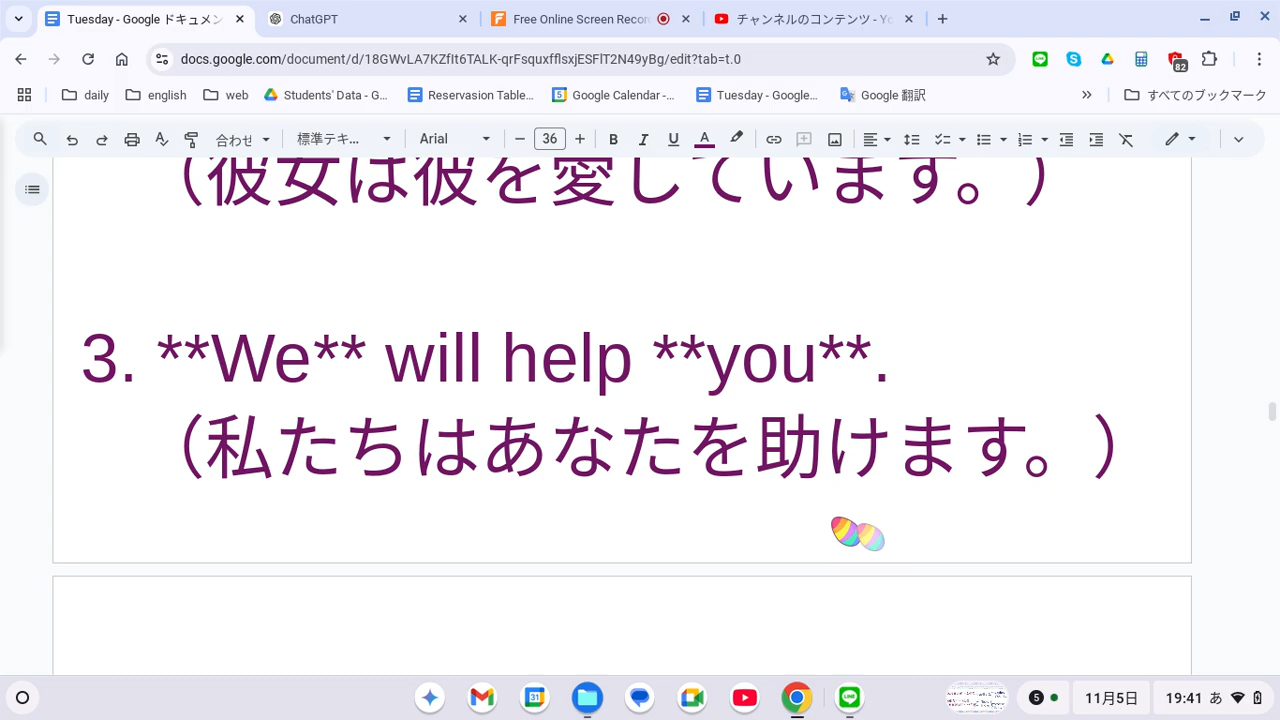 Tuesday - Google ドキュメン
ChatGPT
Free Online Screen Recor
チャンネルのコンテンツ - Yo
docs.google.com/document/d/
/edit?tab=t.0
82
daily
english
web
Students' Data - G...
Reservasion Table...
Google Calendar -...
Tuesday - Google...
Google 翻訳
すべてのブックマーク
合わせ
標準テキ...
Arial
36
B
I
U
A
(彼女は彼を愛しています。)
3. **We** will help **you**.
(私たちはあなたを助けます。)
31
5
11月5日
19:41
あ